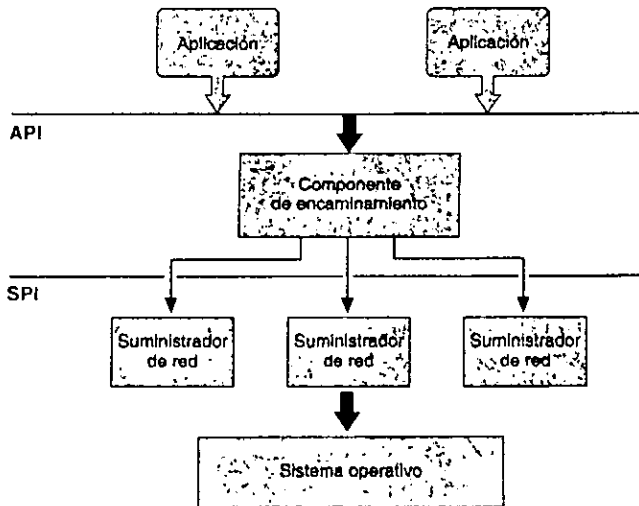 Aplicación
Aplicación
API
Componente
de encaminamiento
SPI
Suministrador
de red
Suministrador
de red
Suministrador
de red
Sistema operativo